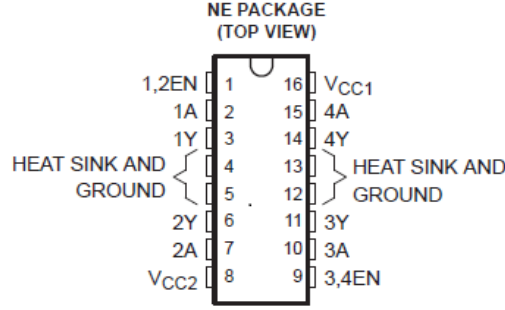 NE PACKAGE
(TOP VIEW)
1,2EN 1 16 VCC1
1A 2 15 4A
1Y 3 14 4Y
HEAT SINK AND 4 13 HEAT SINK AND
GROUND 5 12 GROUND
2Y 6 11 3Y
2A 7 10 3A
VCC2 8 9 3,4EN